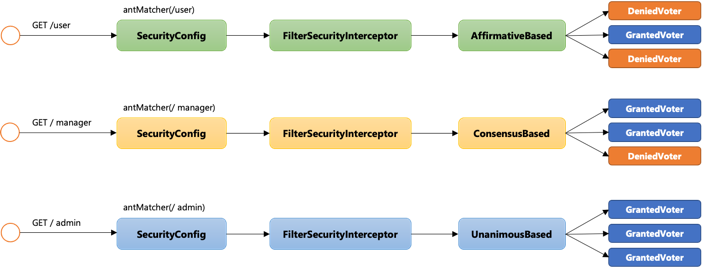 antMatcher(/user)
GET /user
SecurityConfig
FilterSecurityInterceptor
AffirmativeBased
DeniedVoter
GrantedVoter
DeniedVoter
antMatcher(/ manager)
GET / manager
SecurityConfig
FilterSecurityInterceptor
ConsensusBased
GrantedVoter
GrantedVoter
DeniedVoter
antMatcher(/ admin)
GET / admin
SecurityConfig
FilterSecurityInterceptor
UnanimousBased
GrantedVoter
GrantedVoter
GrantedVoter